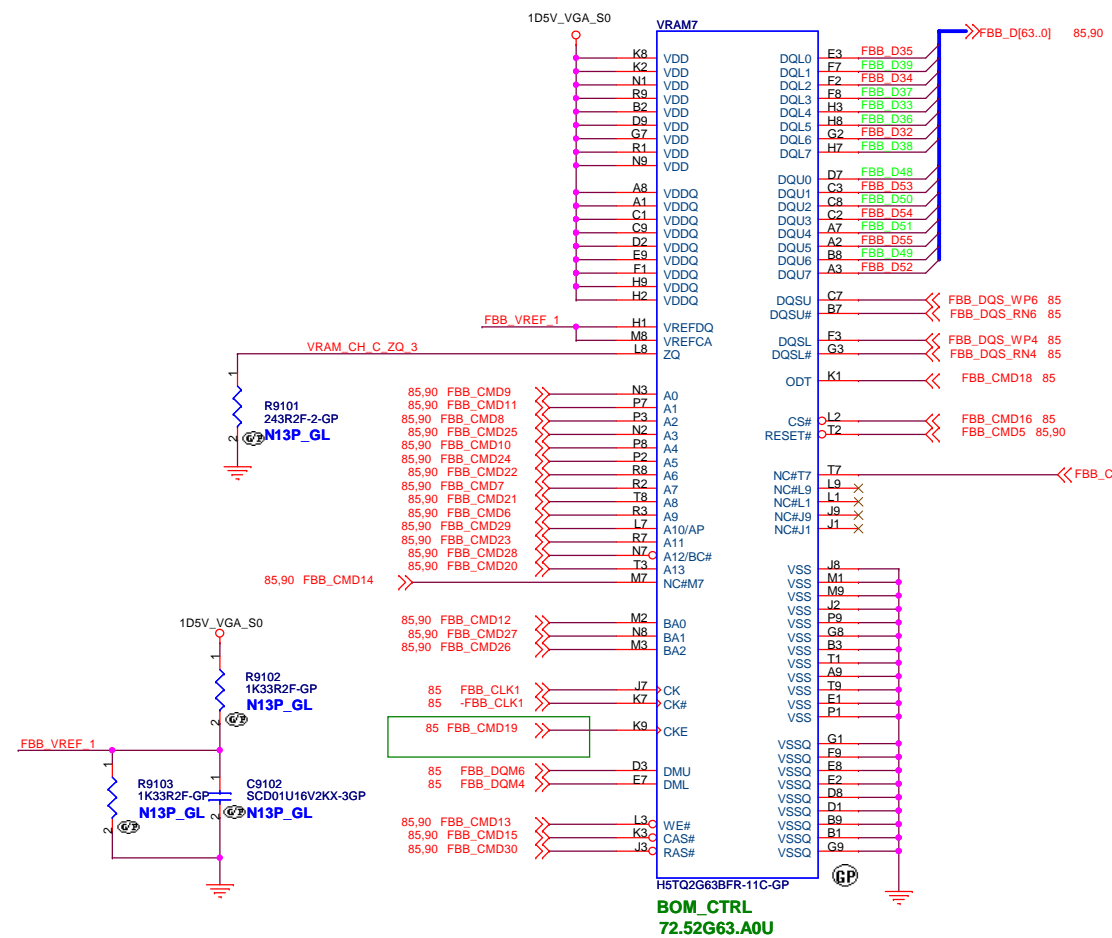 1D5V_VGA_S0
VRAM7
FBB_D[63..0] 85,90
K8 VDD DQL0 E3 FBB_D35
K2 VDD DQL1 F7 FBB_D39
N1 VDD DQL2 F2 FBB_D34
R9 VDD DQL3 F8 FBB_D37
B2 VDD DQL4 H3 FBB_D33
D9 VDD DQL5 H8 FBB_D36
G7 VDD DQL6 G2 FBB_D32
R1 VDD DQL7 H7 FBB_D38
N9 VDD
A8 VDDQ DQU0 D7 FBB_D48
A1 VDDQ DQU1 C3 FBB_D53
C1 VDDQ DQU2 C8 FBB_D50
C9 VDDQ DQU3 C2 FBB_D54
D2 VDDQ DQU4 A7 FBB_D51
E9 VDDQ DQU5 A2 FBB_D55
F1 VDDQ DQU6 B8 FBB_D49
H9 VDDQ DQU7 A3 FBB_D52
H2 VDDQ
DQSU C7 FBB_DQS_WP6 85
DQSU# B7 FBB_DQS_RN6 85
FBB_VREF_1 H1 VREFDQ
M8 VREFCA
DQSL F3 FBB_DQS_WP4 85
DQSL# G3 FBB_DQS_RN4 85
VRAM_CH_C_ZQ_3 L8 ZQ
ODT K1 FBB_CMD18 85
1
R9101
243R2F-2-GP
N13P_GL
2
G/P
85,90 FBB_CMD9 N3 A0
85,90 FBB_CMD11 P7 A1
85,90 FBB_CMD8 P3 A2
85,90 FBB_CMD25 N2 A3
85,90 FBB_CMD10 P8 A4
85,90 FBB_CMD24 P2 A5
85,90 FBB_CMD22 R8 A6
85,90 FBB_CMD7 R2 A7
85,90 FBB_CMD21 T8 A8
85,90 FBB_CMD6 R3 A9
85,90 FBB_CMD29 L7 A10/AP
85,90 FBB_CMD23 R7 A11
85,90 FBB_CMD28 N7 A12/BC#
85,90 FBB_CMD20 T3 A13
85,90 FBB_CMD14 M7 NC#M7
CS# L2 FBB_CMD16 85
RESET# T2 FBB_CMD5 85,90
NC#T7 T7 FBB_C
NC#L9 L9
NC#L1 L1
NC#J9 J9
NC#J1 J1
VSS J8
VSS M1
VSS M9
VSS J2
VSS P9
VSS G8
VSS B3
VSS T1
VSS A9
VSS T9
VSS E1
VSS P1
85,90 FBB_CMD12 M2 BA0
85,90 FBB_CMD27 N8 BA1
85,90 FBB_CMD26 M3 BA2
85 FBB_CLK1 J7 CK
85 -FBB_CLK1 K7 CK#
85 FBB_CMD19 K9 CKE
85 FBB_DQM6 D3 DMU
85 FBB_DQM4 E7 DML
85,90 FBB_CMD13 L3 WE#
85,90 FBB_CMD15 K3 CAS#
85,90 FBB_CMD30 J3 RAS#
VSSQ G1
VSSQ F9
VSSQ E8
VSSQ E2
VSSQ D8
VSSQ D1
VSSQ B9
VSSQ B1
VSSQ G9
1D5V_VGA_S0
1
R9102
1K33R2F-GP
N13P_GL
2
G/P
FBB_VREF_1
1
R9103
1K33R2F-GP
N13P_GL
2
G/P
1
C9102
SCD01U16V2KX-3GP
N13P_GL
2
G/P
GP
H5TQ2G63BFR-11C-GP
BOM_CTRL
72.52G63.A0U